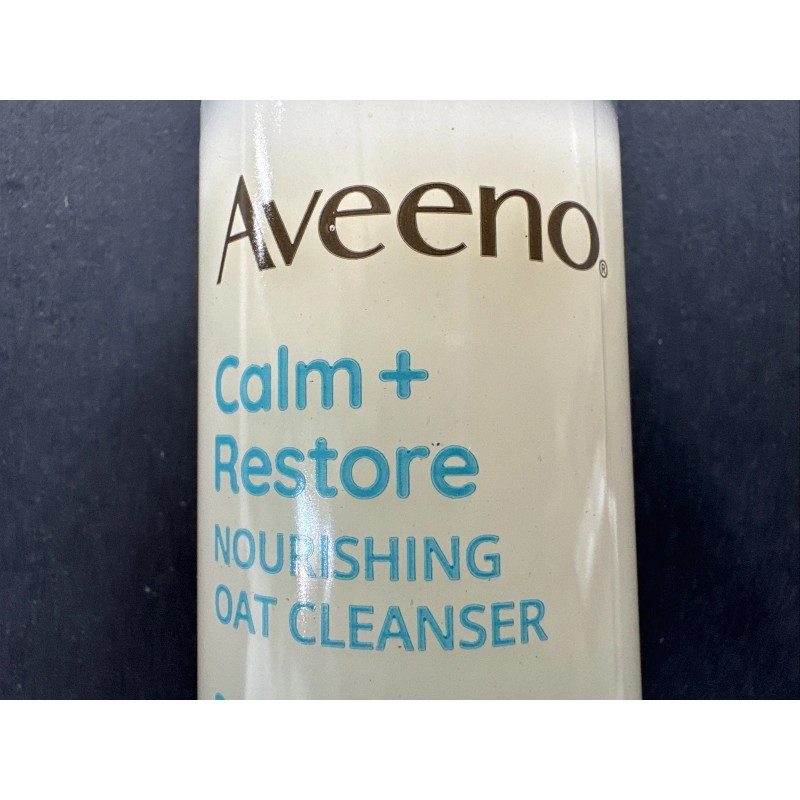 Aveeno®
Calm +
Restore
NOURISHING
OAT CLEANSER